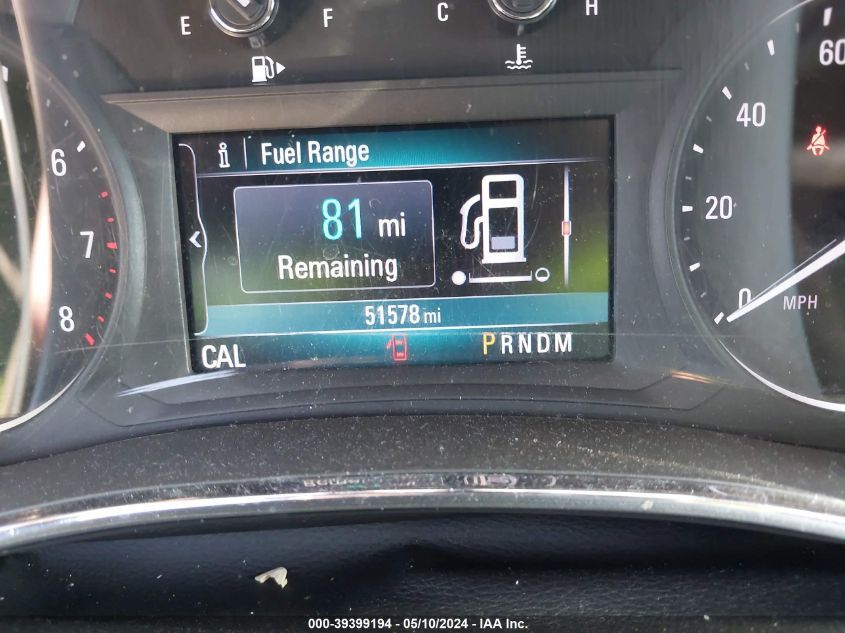 E F C H
60
40
20
0
MPH
6
7
8
i Fuel Range
81 mi
Remaining
51578 mi
CAL PRNDM
000-39399194 - 05/10/2024 - IAA Inc.